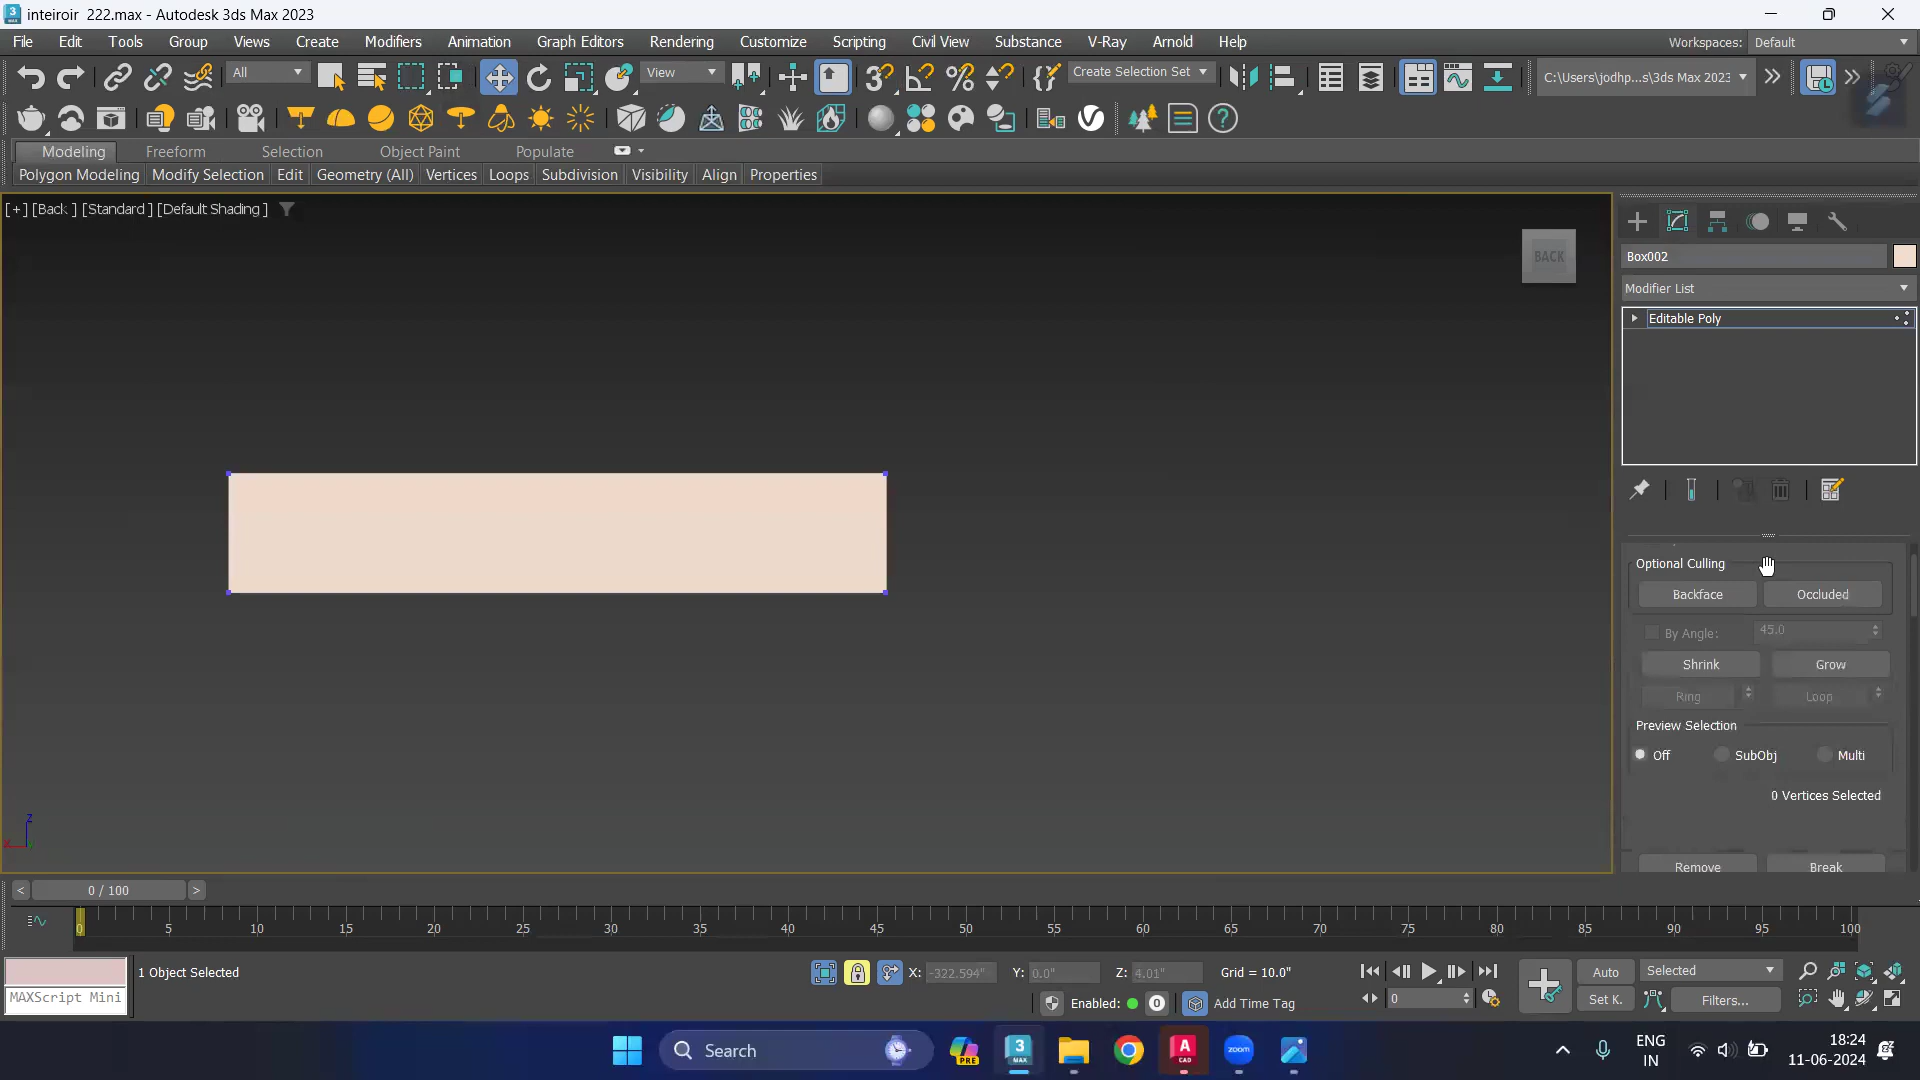 inteiroir 222.max - Autodesk 3ds Max 2023
File Edit Tools Group Views Create Modifiers Animation Graph Editors Rendering Customize Scripting Civil View Substance V-Ray Arnold Help Workspaces: Default
All View Create Selection Set C:\Users\jodhp...s\3ds Max 2023
Modeling Freeform Selection Object Paint Populate
Polygon Modeling Modify Selection Edit Geometry (All) Vertices Loops Subdivision Visibility Align Properties
[+] [Back ] [Standard ] [Default Shading ]
BACK
Box002
Modifier List
Editable Poly
Optional Culling
Backface Occluded
By Angle: 45.0
Shrink Grow
Ring Loop
Preview Selection
Off SubObj Multi
0 Vertices Selected
Remove Break
z
x
< 0 / 100 >
0 5 10 15 20 25 30 35 40 45 50 55 60 65 70 75 80 85 90 95 100
1 Object Selected X: -322.594" Y: 0.0" Z: 4.01" Grid = 10.0" Auto Selected
MAXScript Mini Enabled: 0 Add Time Tag 0 Set K. Filters...
Search PRE 3 MAX A CAD zoom ENG IN 18:24 11-06-2024